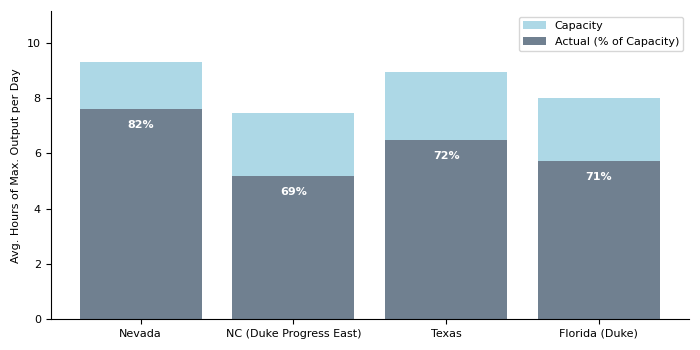 Capacity
Actual (% of Capacity)
Avg. Hours of Max. Output per Day
10
8
6
4
2
0
82%
69%
72%
71%
Nevada
NC (Duke Progress East)
Texas
Florida (Duke)